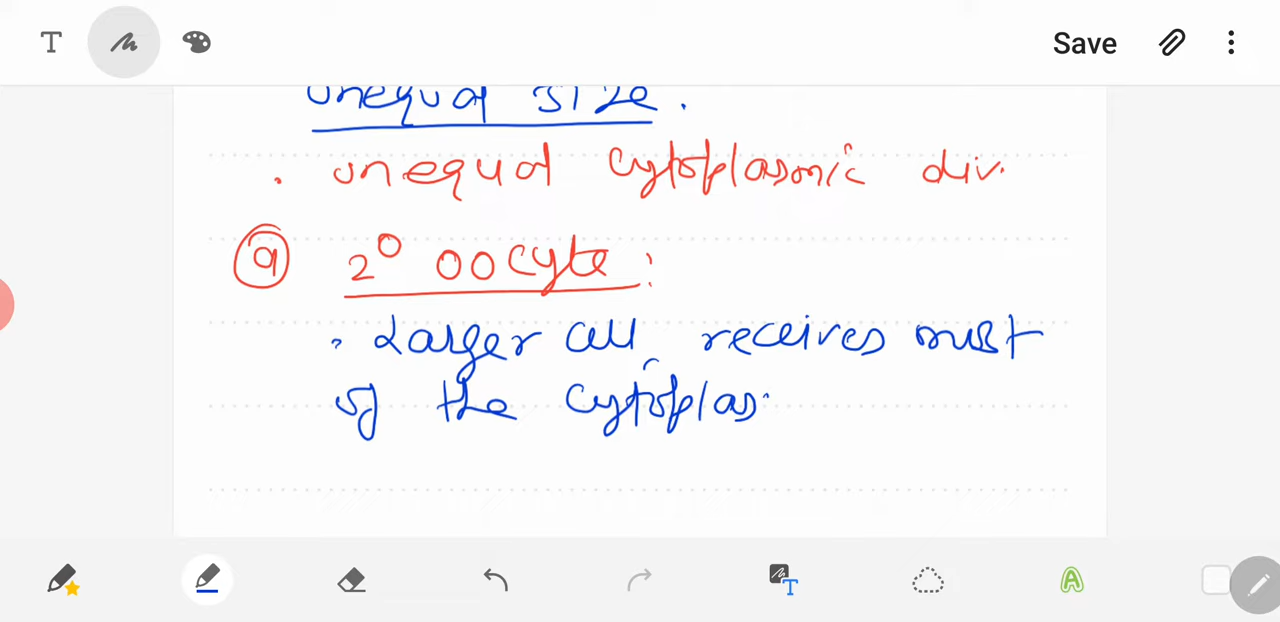 T
Save
unequal size.
. unequal cytoplasmic div.
ⓐ 2° oocyte:
. Larger cell, receives most
of the cytoplas
T
A